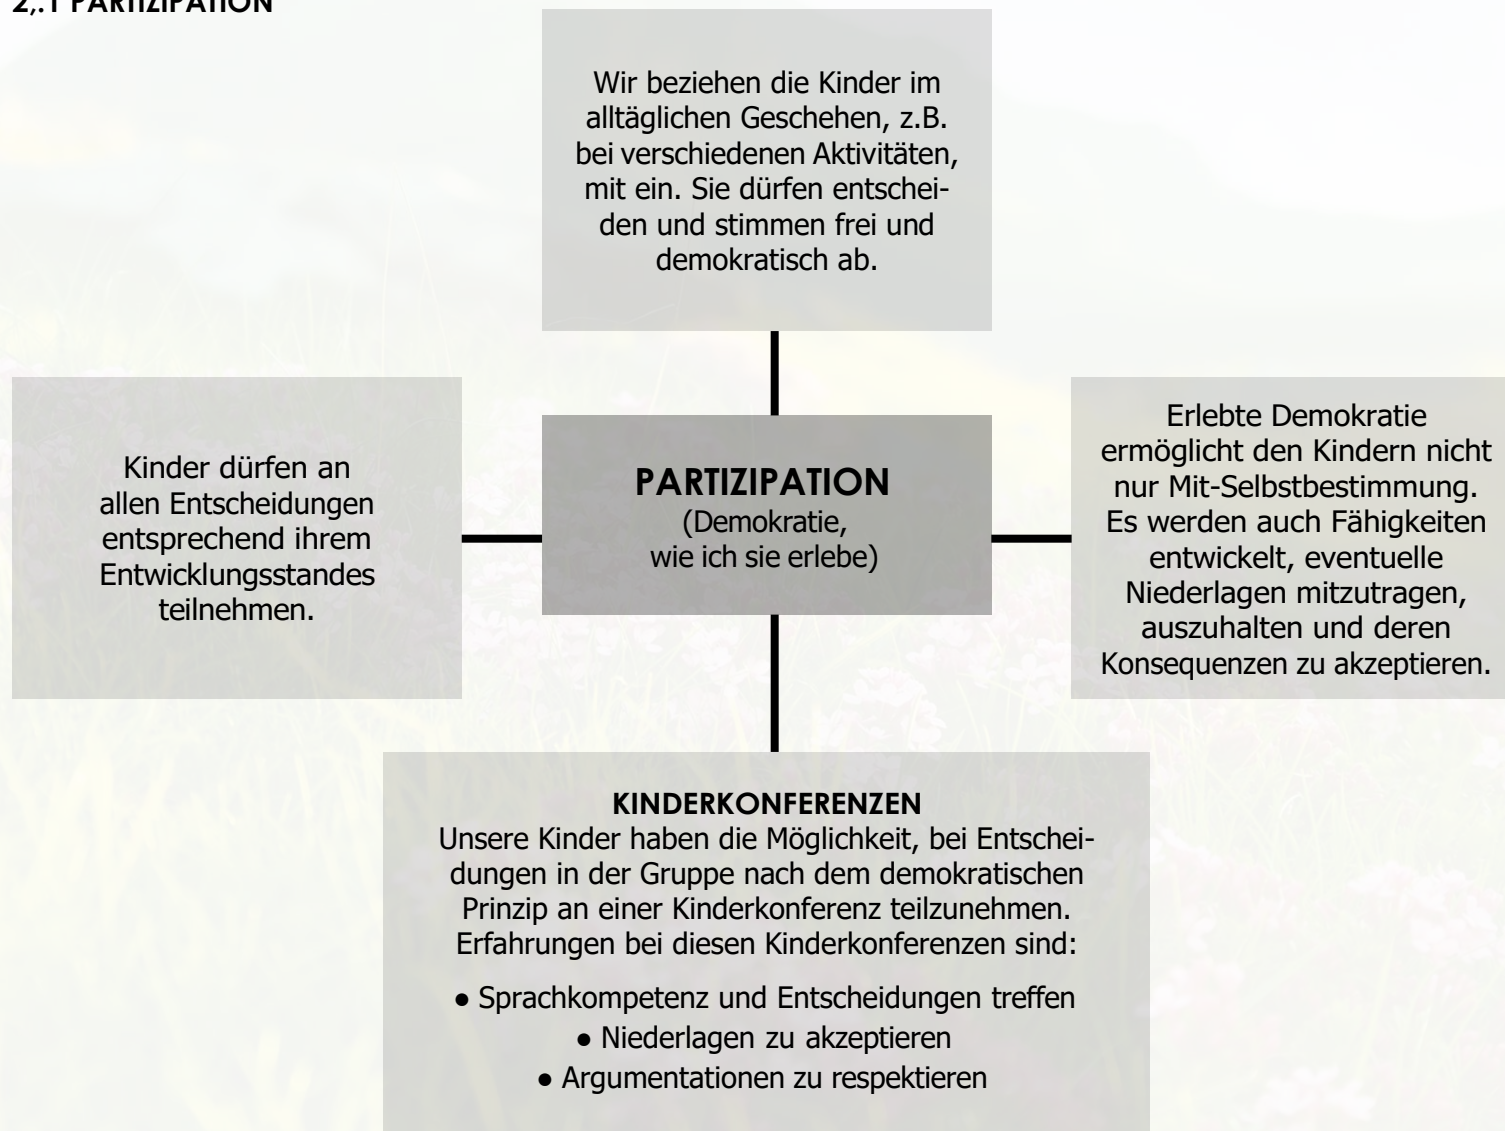 2,.1 PARTIZIPATION
Wir beziehen die Kinder im
alltäglichen Geschehen, z.B.
bei verschiedenen Aktivitäten,
mit ein. Sie dürfen entschei-
den und stimmen frei und
demokratisch ab.
Kinder dürfen an
allen Entscheidungen
entsprechend ihrem
Entwicklungsstandes
teilnehmen.
PARTIZIPATION
(Demokratie,
wie ich sie erlebe)
Erlebte Demokratie
ermöglicht den Kindern nicht
nur Mit-Selbstbestimmung.
Es werden auch Fähigkeiten
entwickelt, eventuelle
Niederlagen mitzutragen,
auszuhalten und deren
Konsequenzen zu akzeptieren.
KINDERKONFERENZEN
Unsere Kinder haben die Möglichkeit, bei Entschei-
dungen in der Gruppe nach dem demokratischen
Prinzip an einer Kinderkonferenz teilzunehmen.
Erfahrungen bei diesen Kinderkonferenzen sind:
● Sprachkompetenz und Entscheidungen treffen
● Niederlagen zu akzeptieren
● Argumentationen zu respektieren